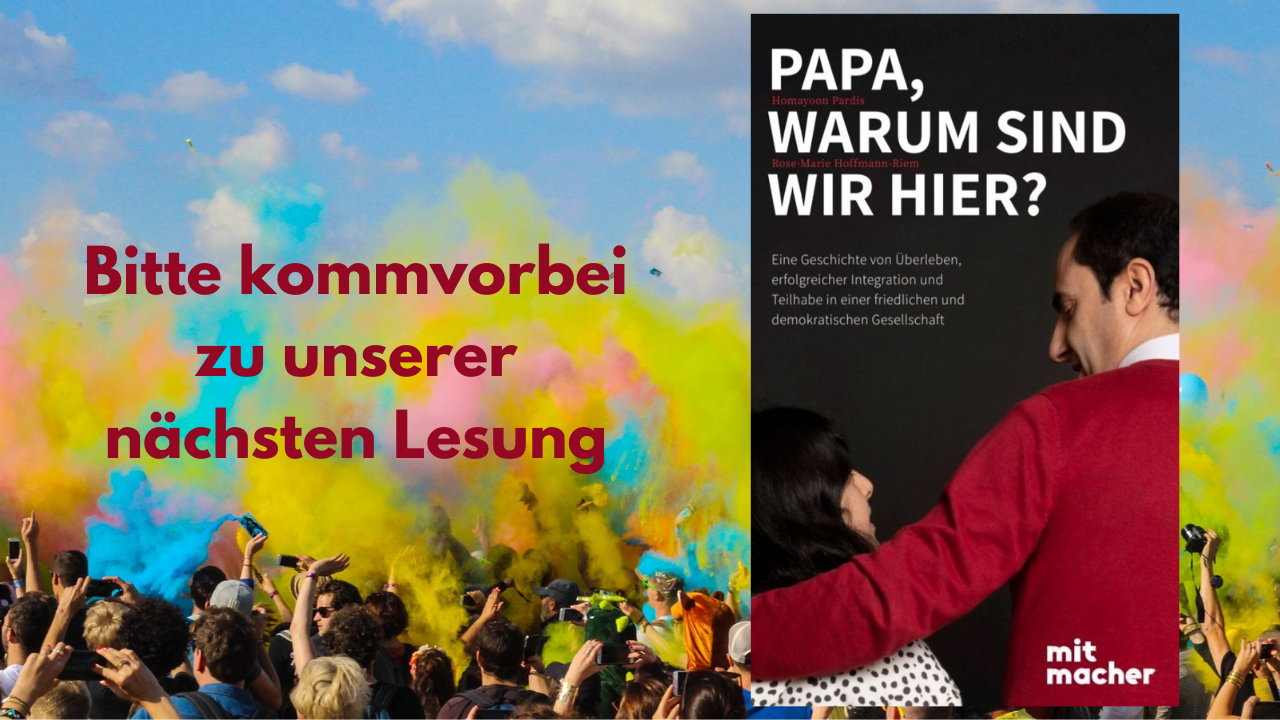 Bitte kommvorbei
zu unserer
nächsten Lesung
PAPA,
Homayoon Pardis
WARUM SIND
Rose-Marie Hoffmann-Riem
WIR HIER?
Eine Geschichte von Überleben,
erfolgreicher Integration und
Teilhabe in einer friedlichen und
demokratischen Gesellschaft
mit
macher